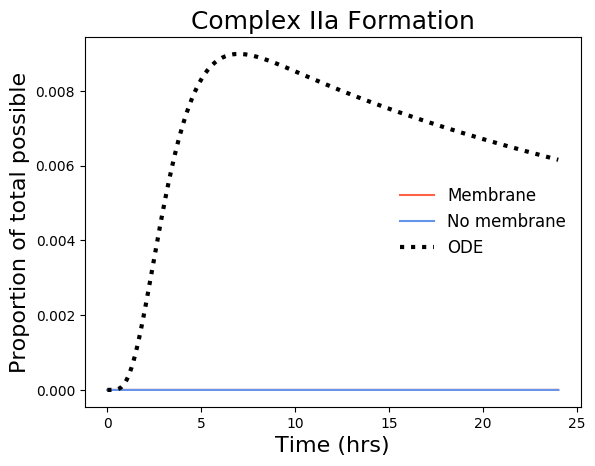 Complex IIa Formation
Proportion of total possible
0.008
0.006
0.004
0.002
0.000
Membrane
No membrane
ODE
0
5
10
15
20
25
Time (hrs)